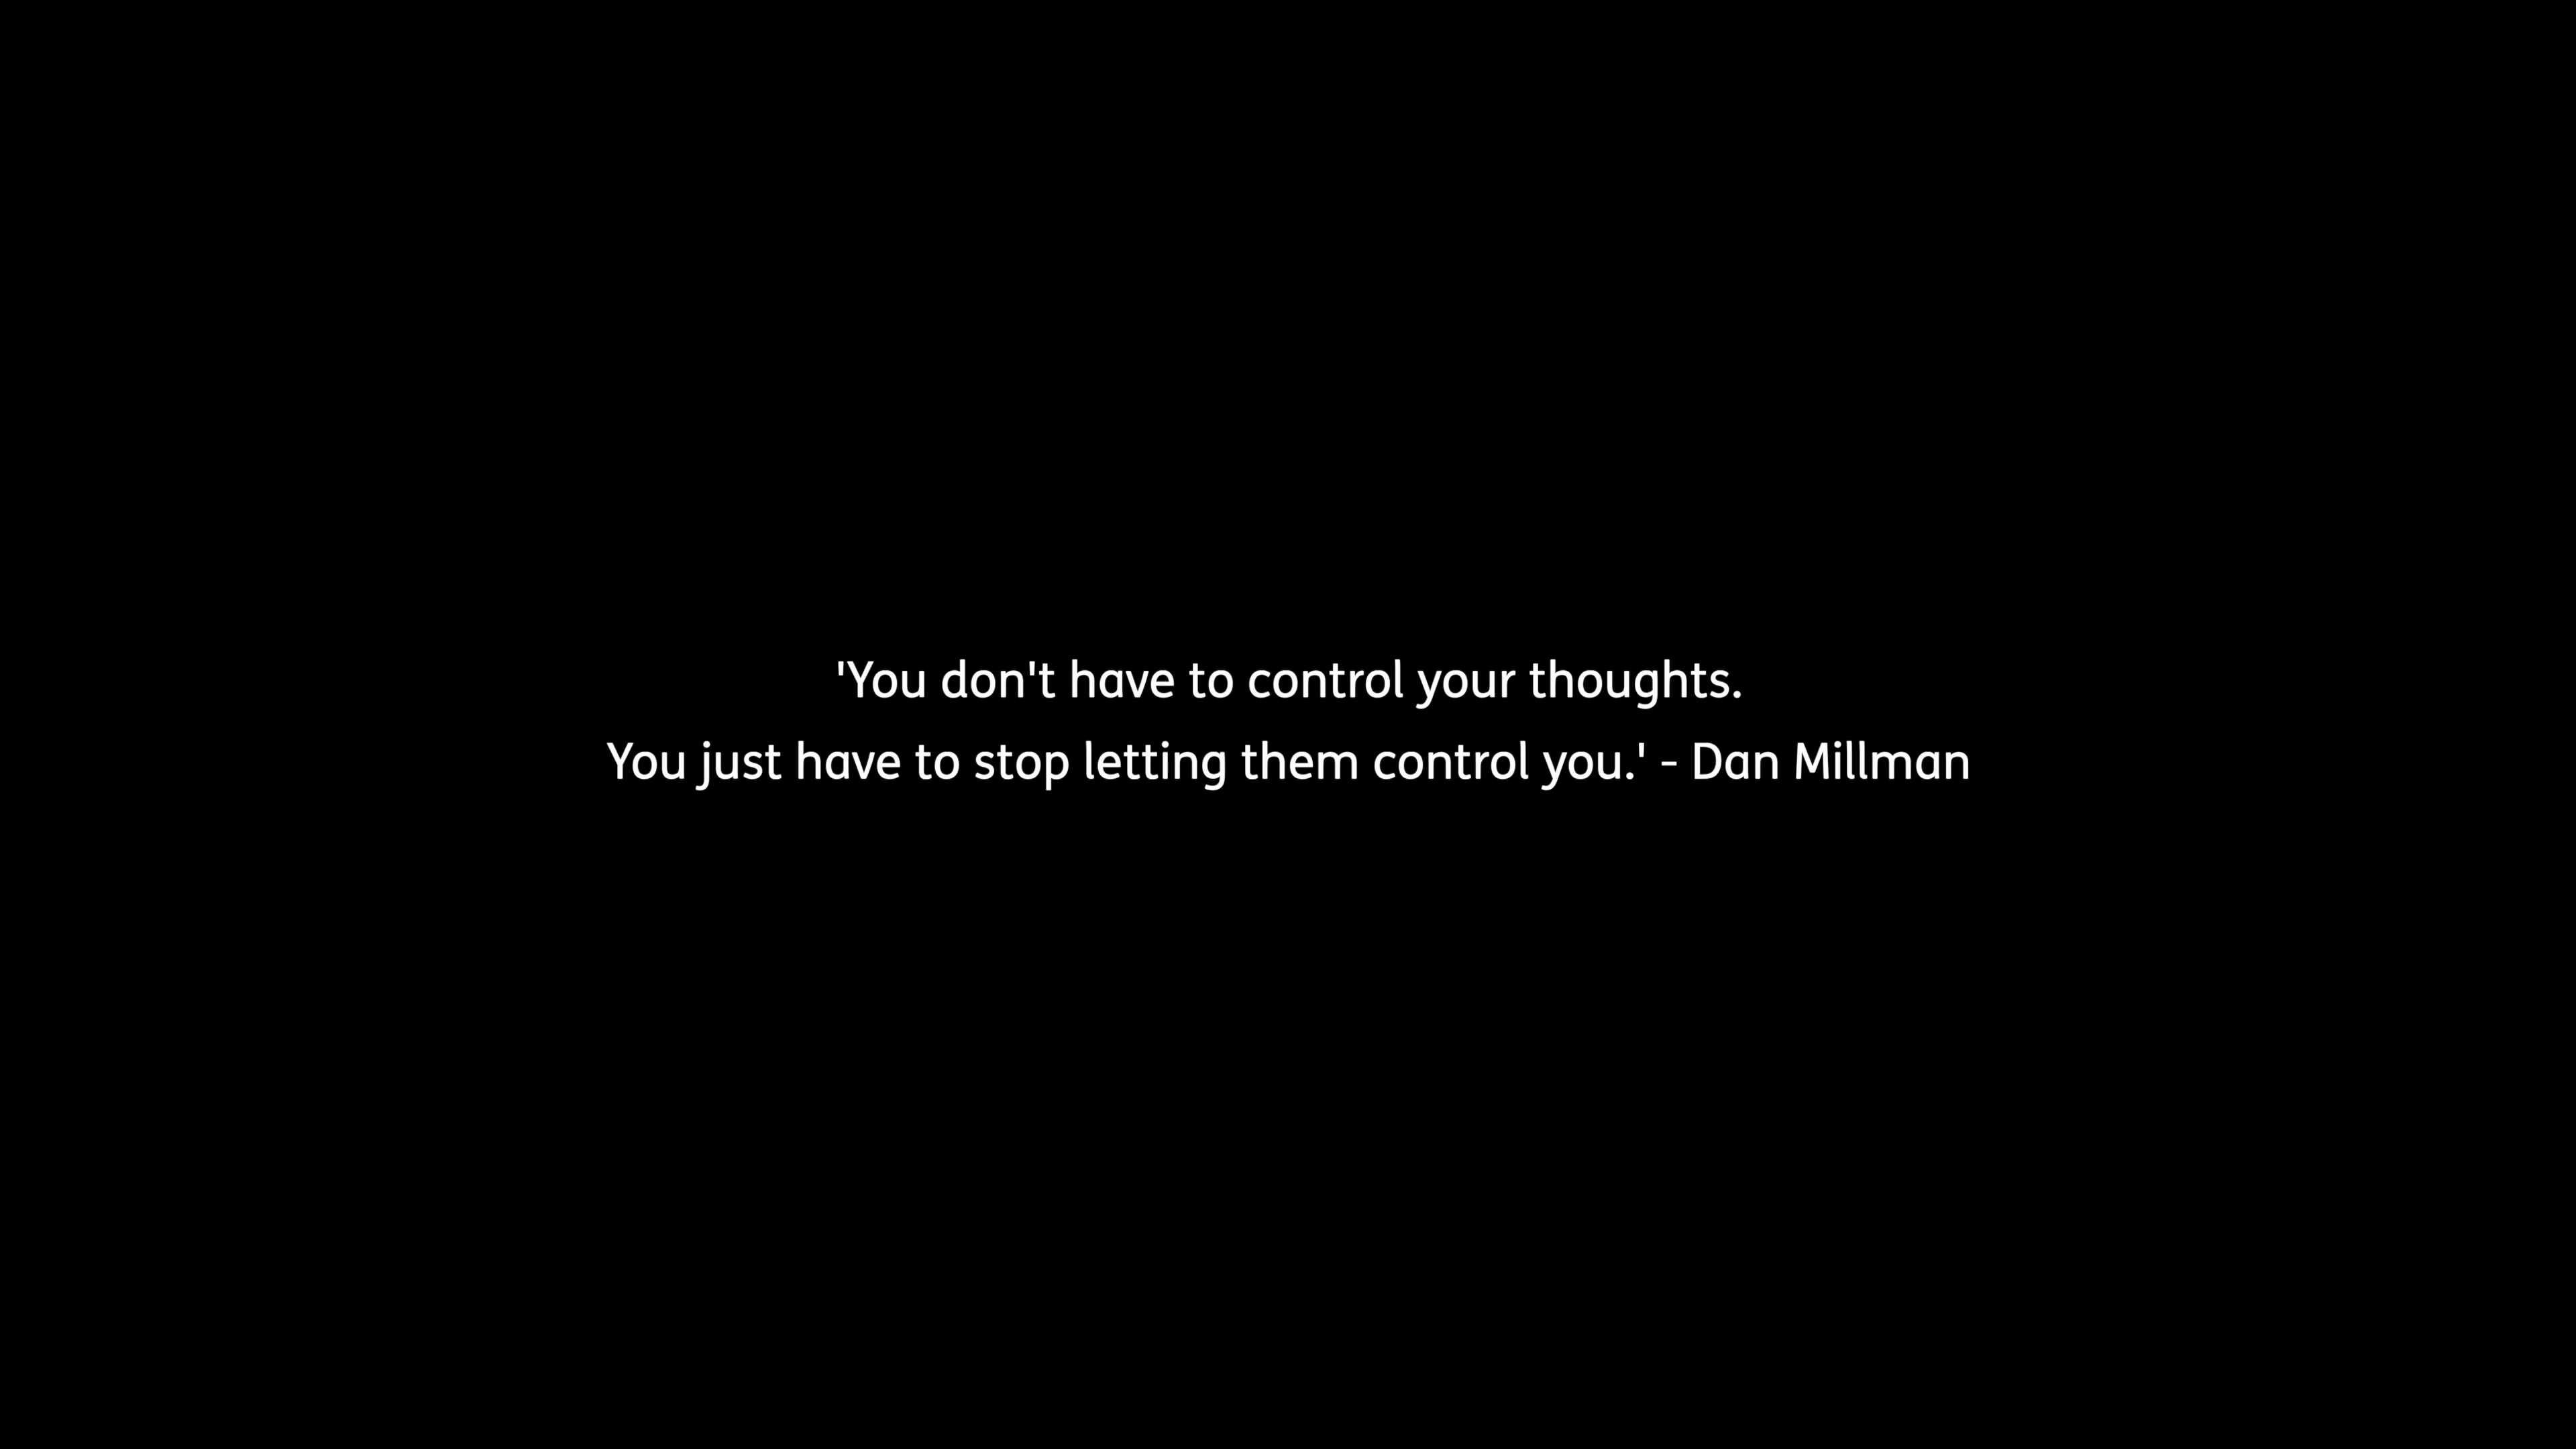 'You don't have to control your thoughts.
You just have to stop letting them control you.' - Dan Millman